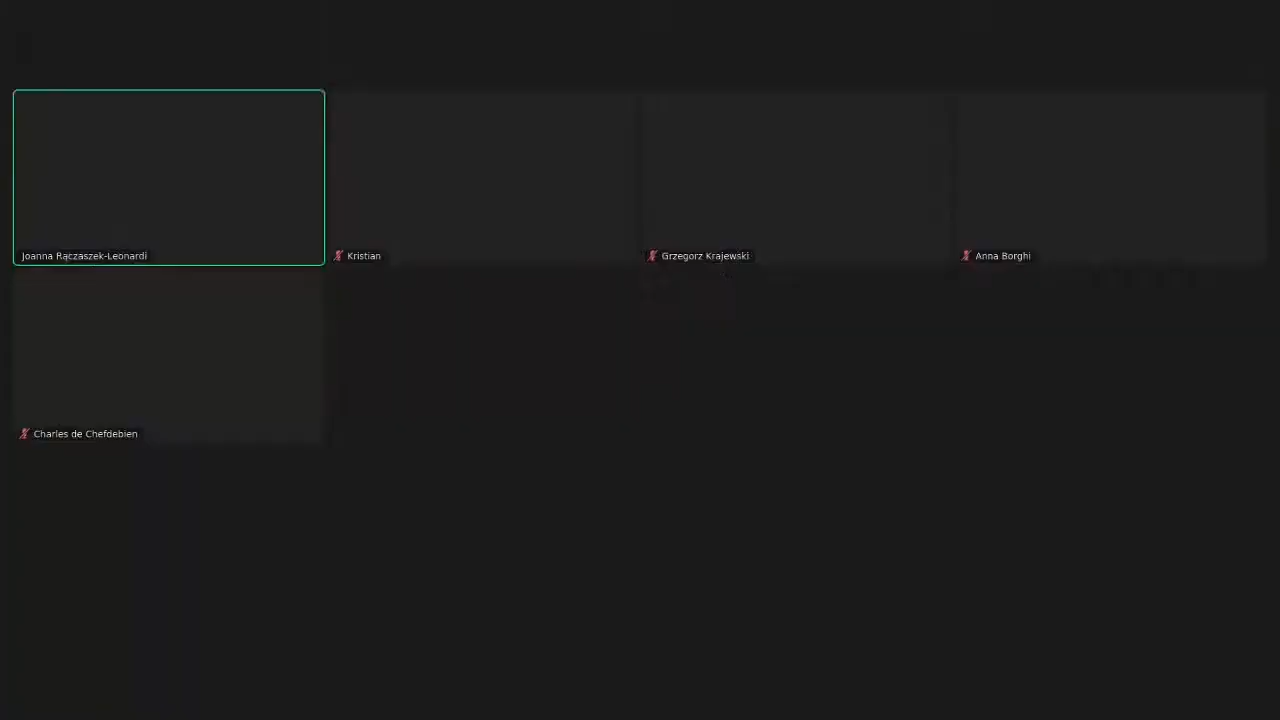 Joanna Rączaszek-Leonardi
Kristian
Grzegorz Krajewski
Anna Borghi
Charles de Chefdebien